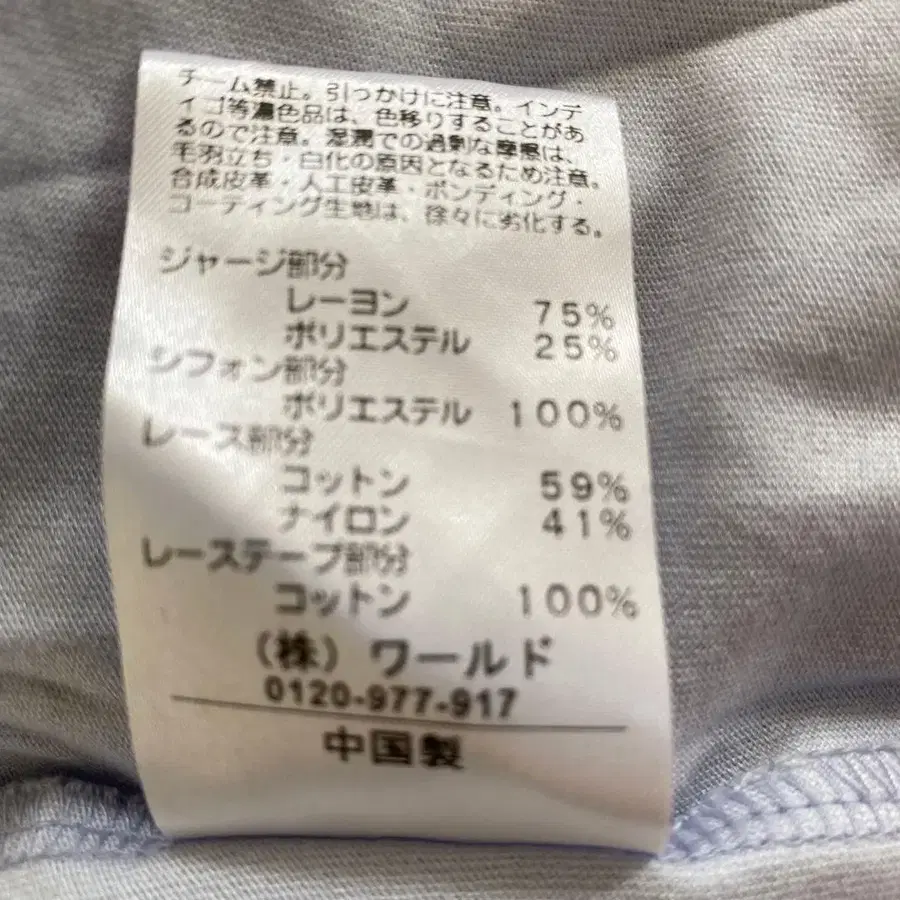 チーム禁止。引っかけに注意。インデ
ィゴ等濃色品は、色移りすることがあ
るので注意。湿潤での過剰な摩擦は、
毛羽立ち・白化の原因となるため注意。
合成皮革・人工皮革・ボンディング・
コーティング生地は、徐々に劣化する。
ジャージ部分
レーヨン 75%
ポリエステル 25%
シフォン部分
ポリエステル 100%
レース部分
コットン 59%
ナイロン 41%
レーステープ部分
コットン 100%
(株) ワールド
0120-977-917
中国製